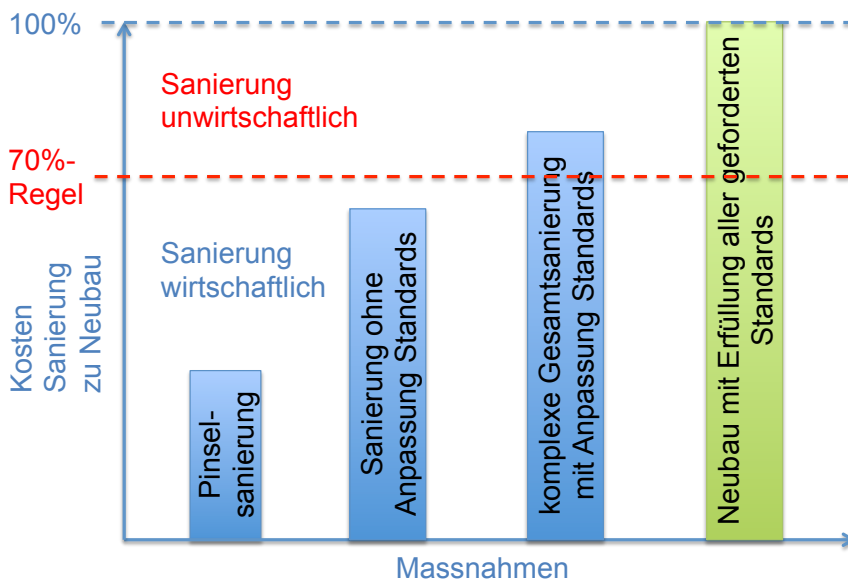 100%
Sanierung
unwirtschaftlich
70%-
Regel
Sanierung
wirtschaftlich
Kosten
Sanierung
zu Neubau
Pinsel-
sanierung
Sanierung ohne
Anpassung Standards
komplexe Gesamtsanierung
mit Anpassung Standards
Neubau mit Erfüllung aller geforderten
Standards
Massnahmen